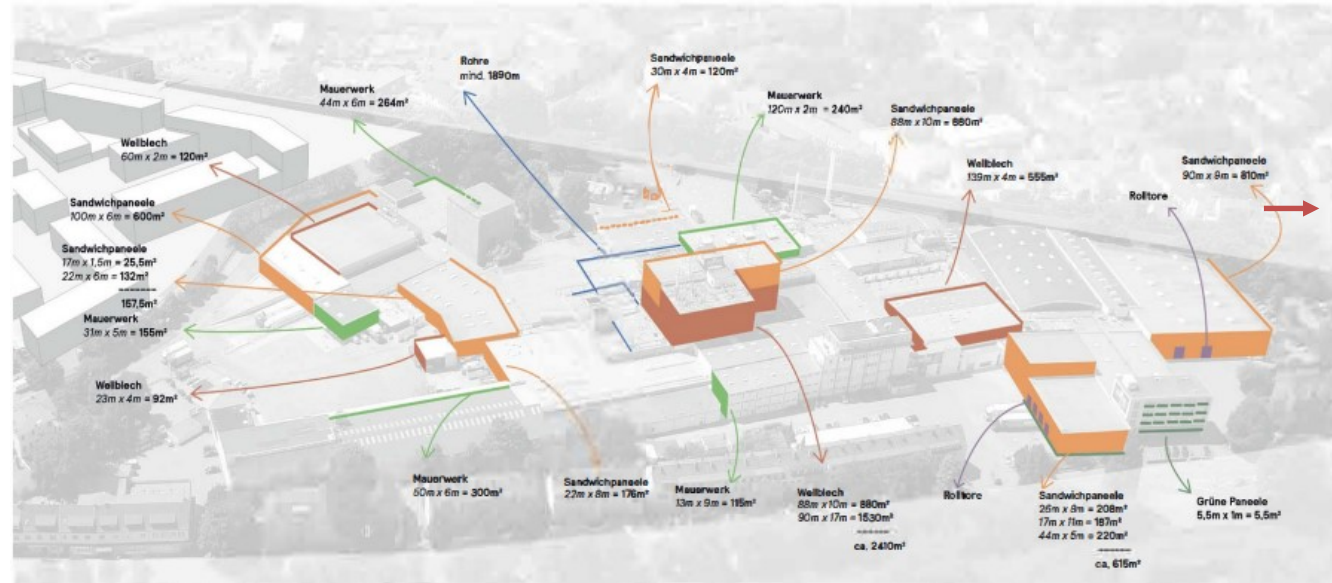 Rohre
mind. 1890m
Sandwichpaneele
30m x 4m = 120m²
Mauerwerk
44m x 6m = 264m²
Mauerwerk
120m x 2m = 240m²
Sandwichpaneele
88m x 10m = 880m²
Wellblech
60m x 2m = 120m²
Wellblech
139m x 4m = 555m²
Sandwichpaneele
90m x 9m = 810m²
Rolltore
Sandwichpaneele
100m x 6m = 600m²
Sandwichpaneele
17m x 1,5m = 25,5m²
22m x 6m = 132m²
157,5m²
Mauerwerk
31m x 5m = 155m²
Wellblech
23m x 4m = 92m²
Mauerwerk
50m x 6m = 300m²
Sandwichpaneele
22m x 8m = 176m²
Mauerwerk
13m x 9m = 115m²
Wellblech
88m x 10m = 880m²
90m x 17m = 1530m²
ca. 2410m²
Rolltore
Sandwichpaneele
26m x 8m = 208m²
17m x 11m = 187m²
44m x 5m = 220m²
ca. 615m²
Grüne Paneele
5,5m x 1m = 5,5m²